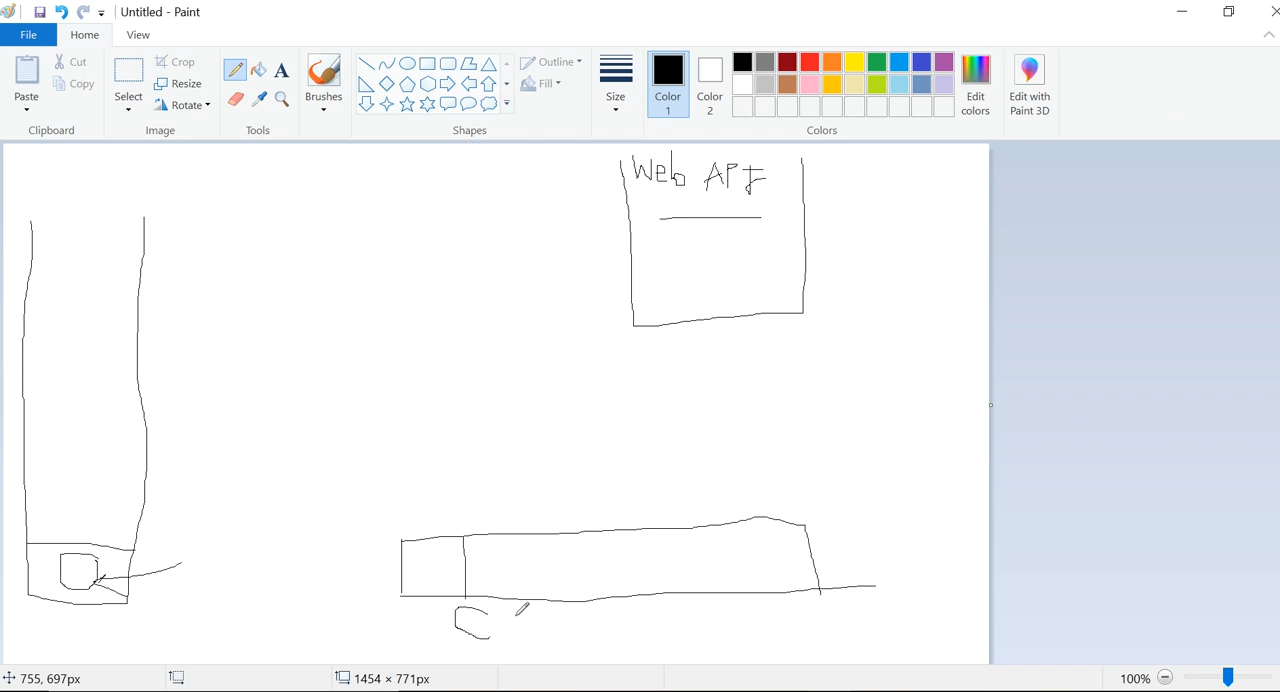 Untitled - Paint
File
Home
View
Paste
Cut
Copy
Clipboard
Select
Crop
Resize
Rotate
Image
A
Tools
Brushes
Outline
Fill
Shapes
Size
Color
1
Color
2
Edit
colors
Colors
Edit with
Paint 3D
Web API
C
755, 697px
1454 × 771px
100%